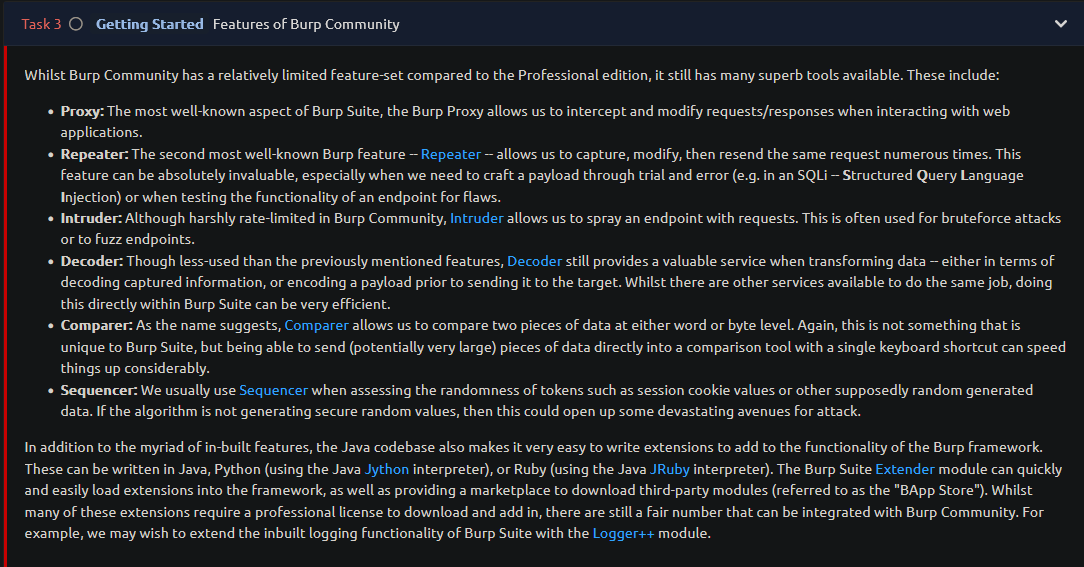 Task 3 Getting Started Features of Burp Community
Whilst Burp Community has a relatively limited feature-set compared to the Professional edition, it still has many superb tools available. These include:
• Proxy: The most well-known aspect of Burp Suite, the Burp Proxy allows us to intercept and modify requests/responses when interacting with web
applications.
• Repeater: The second most well-known Burp feature -- Repeater -- allows us to capture, modify, then resend the same request numerous times. This
feature can be absolutely invaluable, especially when we need to craft a payload through trial and error (e.g. in an SQLi -- Structured Query Language
Injection) or when testing the functionality of an endpoint for flaws.
• Intruder: Although harshly rate-limited in Burp Community, Intruder allows us to spray an endpoint with requests. This is often used for bruteforce attacks
or to fuzz endpoints.
• Decoder: Though less-used than the previously mentioned features, Decoder still provides a valuable service when transforming data -- either in terms of
decoding captured information, or encoding a payload prior to sending it to the target. Whilst there are other services available to do the same job, doing
this directly within Burp Suite can be very efficient.
• Comparer: As the name suggests, Comparer allows us to compare two pieces of data at either word or byte level. Again, this is not something that is
unique to Burp Suite, but being able to send (potentially very large) pieces of data directly into a comparison tool with a single keyboard shortcut can speed
things up considerably.
• Sequencer: We usually use Sequencer when assessing the randomness of tokens such as session cookie values or other supposedly random generated
data. If the algorithm is not generating secure random values, then this could open up some devastating avenues for attack.
In addition to the myriad of in-built features, the Java codebase also makes it very easy to write extensions to add to the functionality of the Burp framework.
These can be written in Java, Python (using the Java Jython interpreter), or Ruby (using the Java JRuby interpreter). The Burp Suite Extender module can quickly
and easily load extensions into the framework, as well as providing a marketplace to download third-party modules (referred to as the "BApp Store"). Whilst
many of these extensions require a professional license to download and add in, there are still a fair number that can be integrated with Burp Community. For
example, we may wish to extend the inbuilt logging functionality of Burp Suite with the Logger++ module.